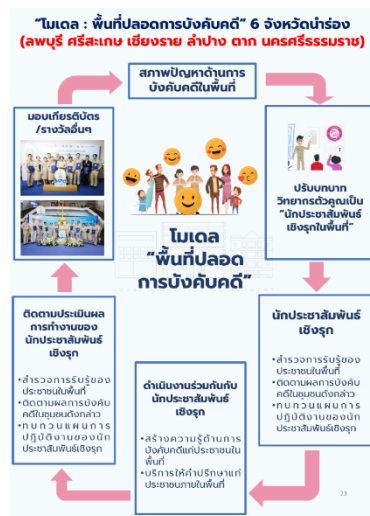 “โมเดล : พื้นที่ปลอดการบังคับคดี” 6 จังหวัดนำร่อง
(ลพบุรี ศรีสะเกษ เชียงราย ลำปาง ตาก นครศรีธรรมราช)
สภาพปัญหาด้านการ
บังคับคดีในพื้นที่
ปรับบทบาท
วิทยากรตัวคูณเป็น
“นักประชาสัมพันธ์
เชิงรุกในพื้นที่”
นักประชาสัมพันธ์
เชิงรุก
•สำรวจการรับรู้ของ
ประชาชนในพื้นที่
•ติดตามผลการบังคับ
คดีในชุมชนดังกล่าว
•ทบทวนแผนการ
ปฏิบัติงานของนัก
ประชาสัมพันธ์เชิงรุก
ดำเนินงานร่วมกันกับ
นักประชาสัมพันธ์
เชิงรุก
•สร้างความรู้ด้านการ
บังคับคดีแก่ประชาชนใน
พื้นที่
•บริการให้คำปรึกษาแก่
ประชาชนภายในพื้นที่
ติดตามประเมินผล
การทำงานของ
นักประชาสัมพันธ์
เชิงรุก
•สำรวจการรับรู้ของ
ประชาชนในพื้นที่
•ติดตามผลการบังคับ
คดีในชุมชนดังกล่าว
•ทบทวนแผนการ
ปฏิบัติงานของนัก
ประชาสัมพันธ์เชิงรุก
มอบเกียรติบัตร
/รางวัลอื่นๆ
โมเดล
“พื้นที่ปลอด
การบังคับคดี”
23